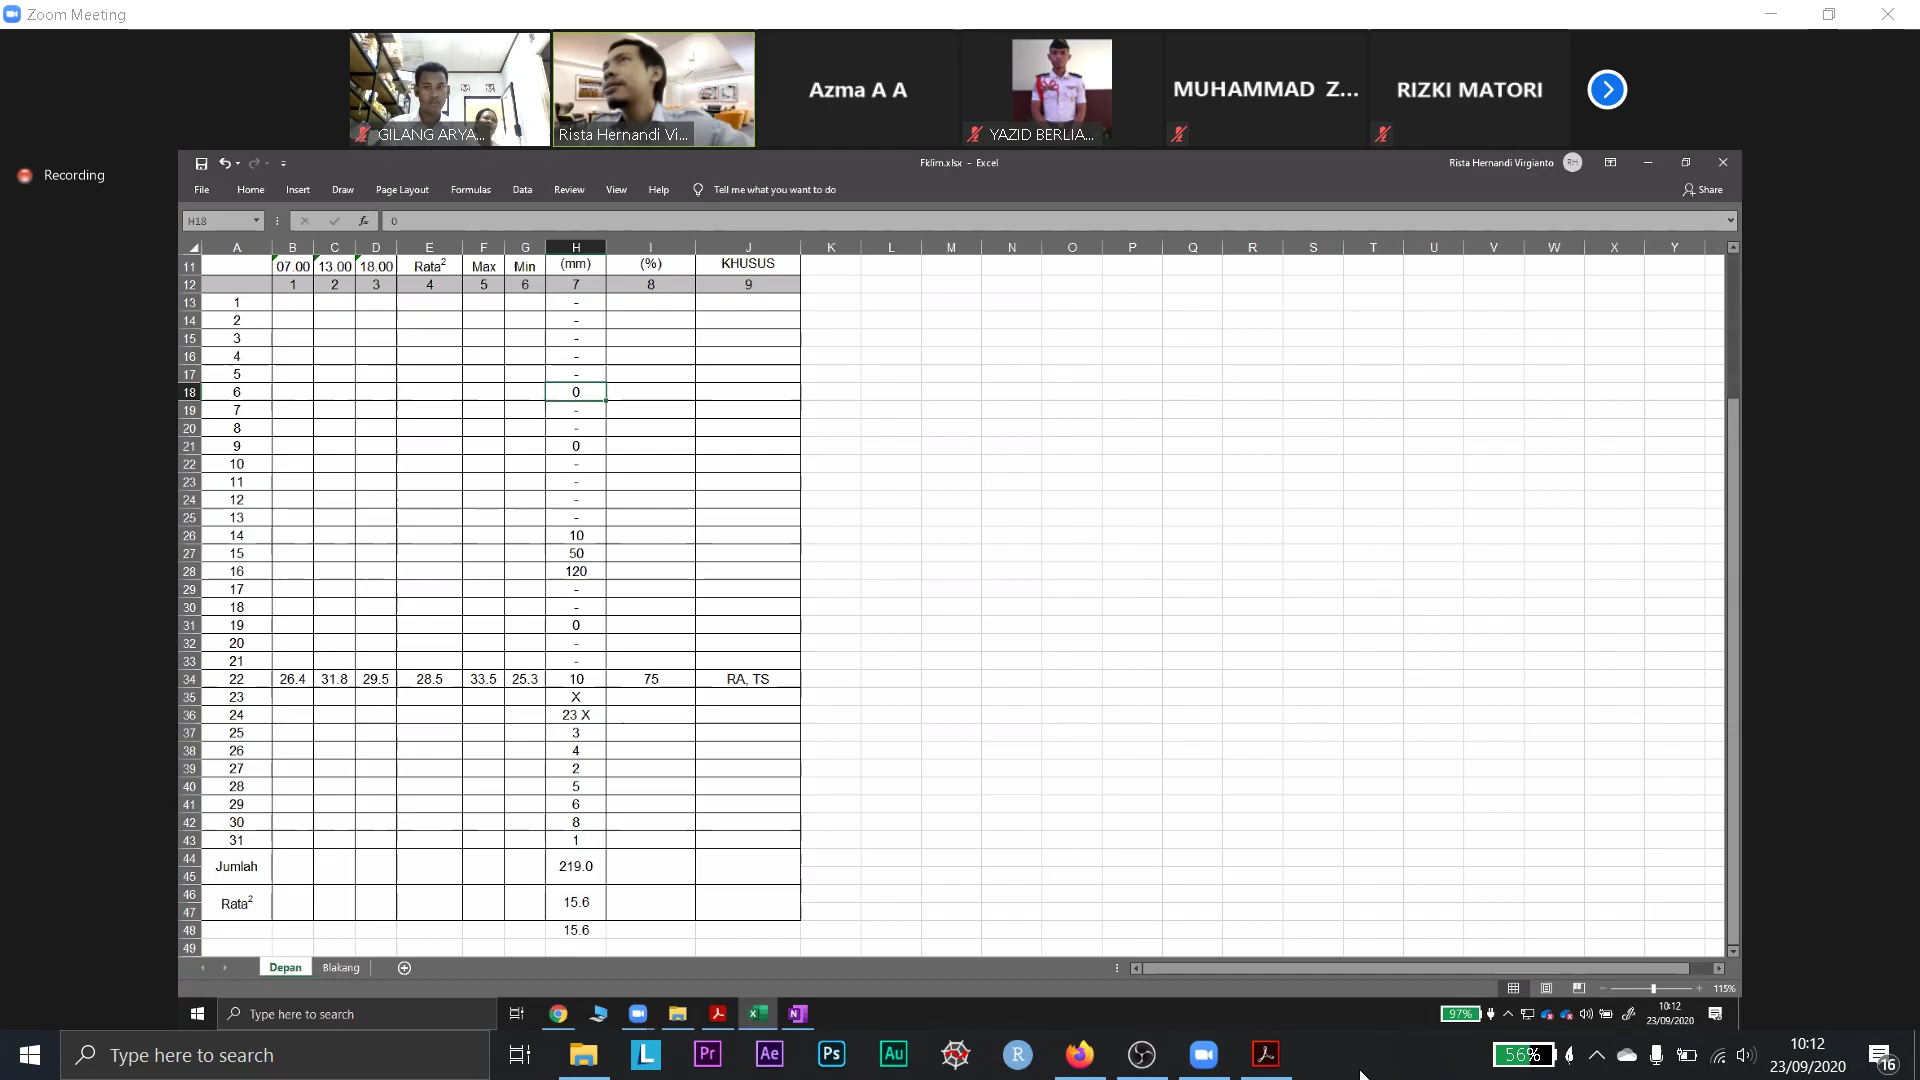 Zoom Meeting
GILANG ARYA...
Rista Hernandi Vi...
Azma A A
YAZID BERLIA...
MUHAMMAD Z...
RIZKI MATORI
Recording
Fklim.xlsx - Excel
Rista Hernandi Virgianto RH
File Home Insert Draw Page Layout Formulas Data Review View Help Tell me what you want to do Share
H18 fx 0
A B C D E F G H I J K L M N O P Q R S T U V W X Y
11 07.00 13.00 18.00 Rata² Max Min (mm) (%) KHUSUS
12 1 2 3 4 5 6 7 8 9
13 1 -
14 2 -
15 3 -
16 4 -
17 5 -
18 6 0
19 7 -
20 8 -
21 9 0
22 10 -
23 11 -
24 12 -
25 13 -
26 14 10
27 15 50
28 16 120
29 17 -
30 18 -
31 19 0
32 20 -
33 21 -
34 22 26.4 31.8 29.5 28.5 33.5 25.3 10 75 RA, TS
35 23 X
36 24 23 X
37 25 3
38 26 4
39 27 2
40 28 5
41 29 6
42 30 8
43 31 1
44
Jumlah 219.0
45
46
Rata² 15.6
47
48 15.6
49
Depan Blakang
115%
Type here to search
97%
10:12
23/09/2020
Type here to search
L Pr Ae Ps Au R
56%
10:12
23/09/2020
16